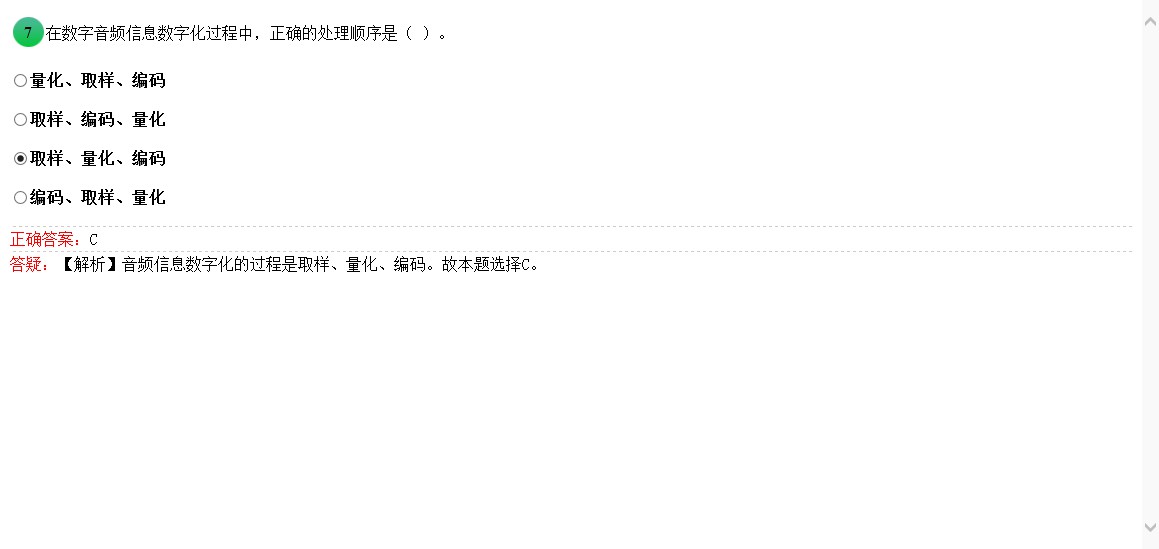 7 在数字音频信息数字化过程中，正确的处理顺序是（ ）。
量化、取样、编码
取样、编码、量化
取样、量化、编码
编码、取样、量化
正确答案：C
答疑：【解析】音频信息数字化的过程是取样、量化、编码。故本题选择C。